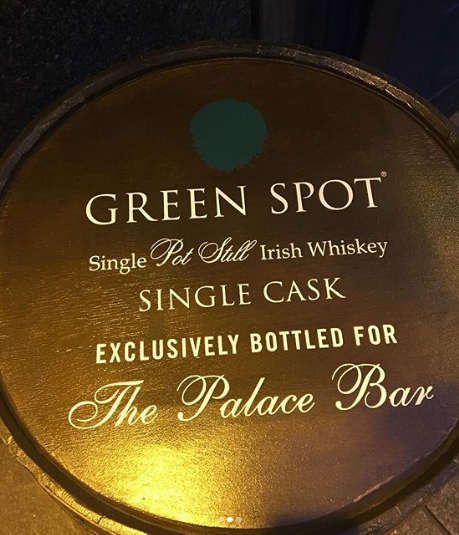 GREEN SPOT®
Single Pot Still Irish Whiskey
SINGLE CASK
EXCLUSIVELY BOTTLED FOR
The Palace Bar